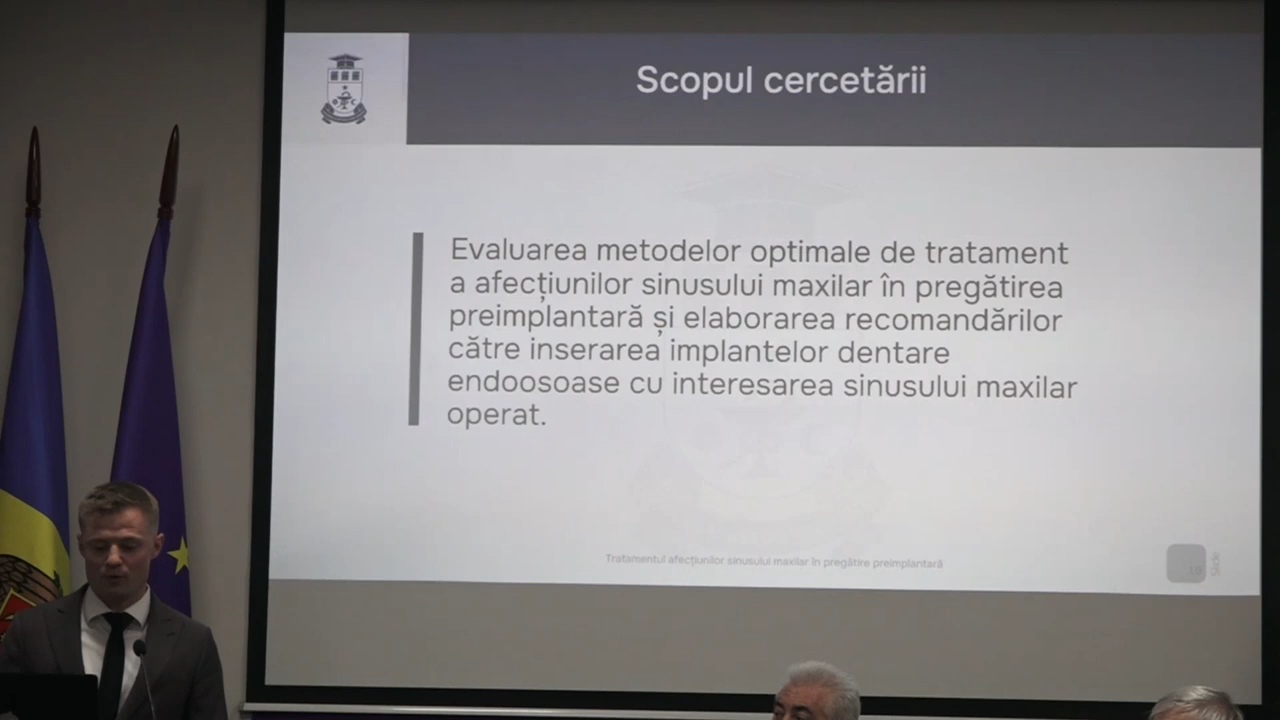 Scopul cercetării
Evaluarea metodelor optimale de tratament
a afecțiunilor sinusului maxilar în pregătirea
preimplantară și elaborarea recomandărilor
către inserarea implantelor dentare
endoosoase cu interesarea sinusului maxilar
operat.
Tratamentul afecțiunilor sinusului maxilar în pregătire preimplantară
Slide